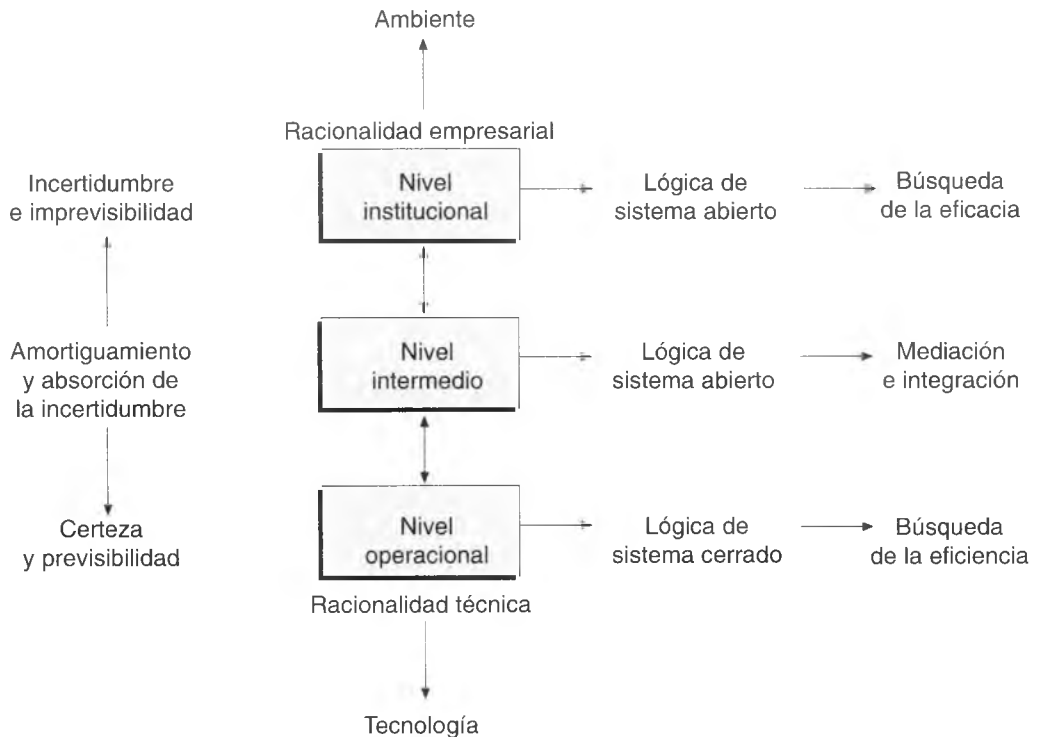 Ambiente
Racionalidad empresarial
Incertidumbre
e imprevisibilidad
Nivel
institucional
Lógica de
sistema abierto
Búsqueda
de la eficacia
Amortiguamiento
y absorción de
la incertidumbre
Nivel
intermedio
Lógica de
sistema abierto
Mediación
e integración
Certeza
y previsibilidad
Nivel
operacional
Lógica de
sistema cerrado
Búsqueda
de la eficiencia
Racionalidad técnica
Tecnología